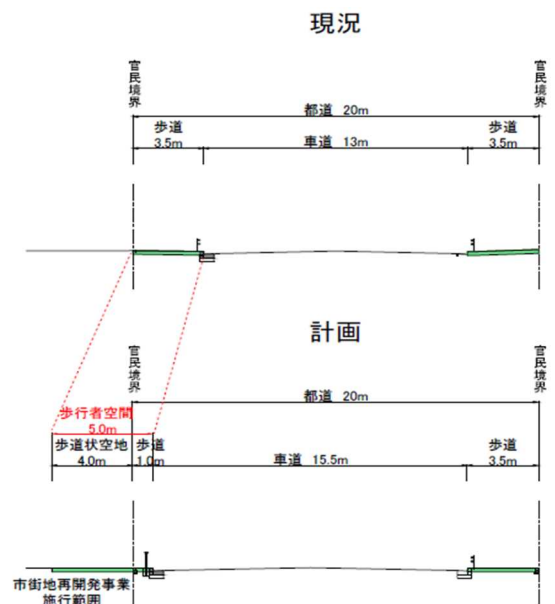 現況
官民境界
官民境界
都道 20m
歩道
3.5m
車道 13m
歩道
3.5m
計画
官民境界
官民境界
都道 20m
歩行者空間
5.0m
歩道状空地
4.0m
歩道
1.0m
車道 15.5m
歩道
3.5m
市街地再開発事業
施行範囲